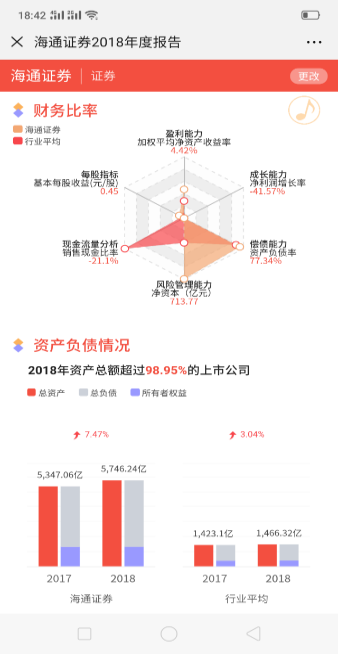 18:42
海通证券2018年度报告
海通证券 证券 更改
财务比率
海通证券
行业平均
盈利能力
加权平均净资产收益率
4.42%
每股指标
基本每股收益(元/股)
0.45
成长能力
净利润增长率
-41.57%
现金流量分析
销售现金比率
-21.1%
偿债能力
资产负债率
77.34%
风险管理能力
净资本（亿元）
713.77
资产负债情况
2018年资产总额超过98.95%的上市公司
总资产 总负债 所有者权益
7.47% 3.04%
5,347.06亿 5,746.24亿 1,423.1亿 1,466.32亿
2017 2018 2017 2018
海通证券 行业平均